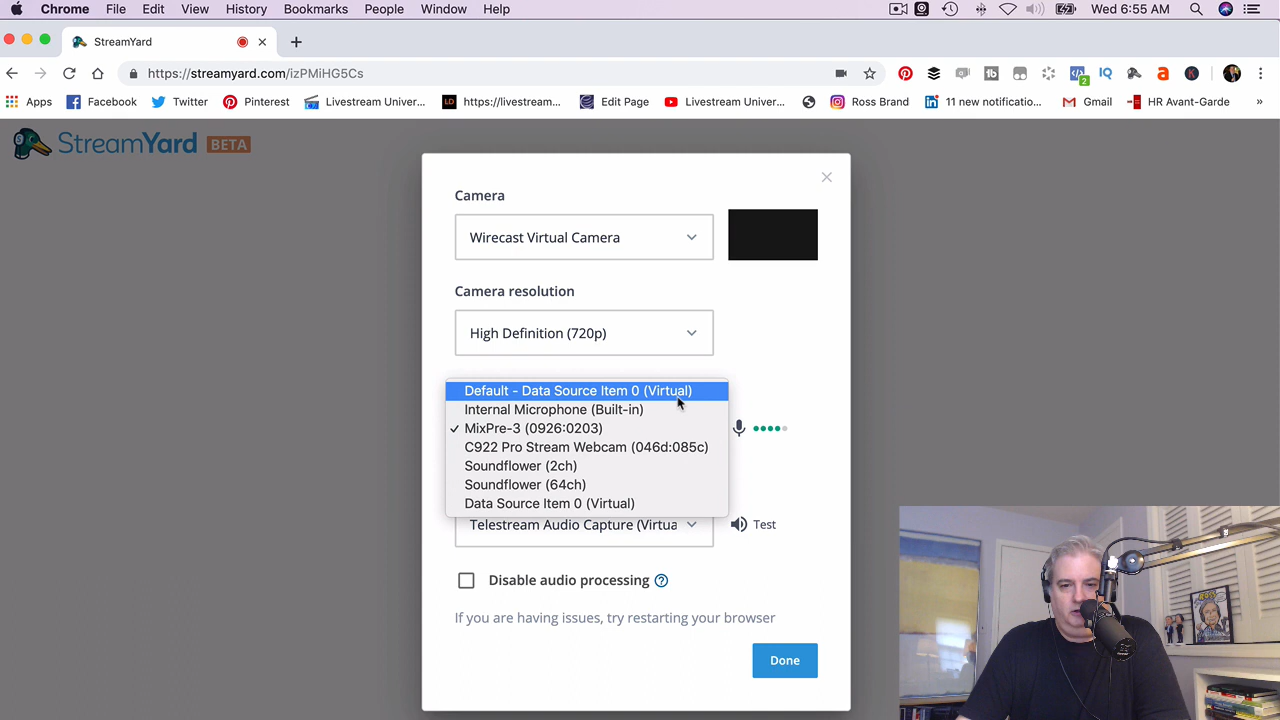 Chrome File Edit View History Bookmarks People Window Help Wed 6:55 AM
StreamYard
https://streamyard.com/izPMiHG5Cs
2
Apps Facebook Twitter Pinterest Livestream Univer... https://livestream... Edit Page Livestream Univer... Ross Brand 11 new notificatio... Gmail HR Avant-Garde »
StreamYard BETA
Camera
Wirecast Virtual Camera
Camera resolution
High Definition (720p)
Default - Data Source Item 0 (Virtual)
Internal Microphone (Built-in)
✓ MixPre-3 (0926:0203)
C922 Pro Stream Webcam (046d:085c)
Soundflower (2ch)
Soundflower (64ch)
Data Source Item 0 (Virtual)
Telestream Audio Capture (Virtua Test
Disable audio processing
If you are having issues, try restarting your browser
Done